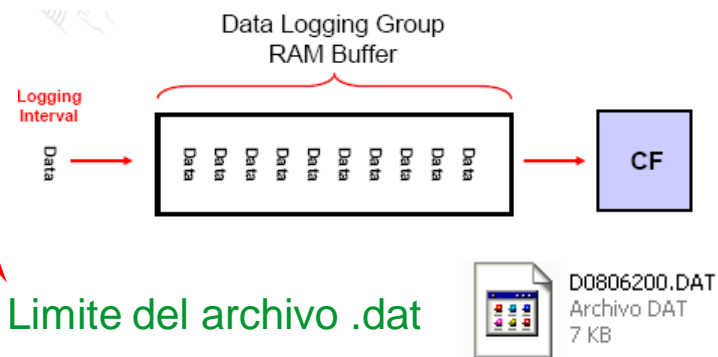 Data Logging Group
RAM Buffer
Logging
Interval
Data
Data Data Data Data Data Data Data Data Data Data
CF
Limite del archivo .dat
D0806200.DAT
Archivo DAT
7 KB